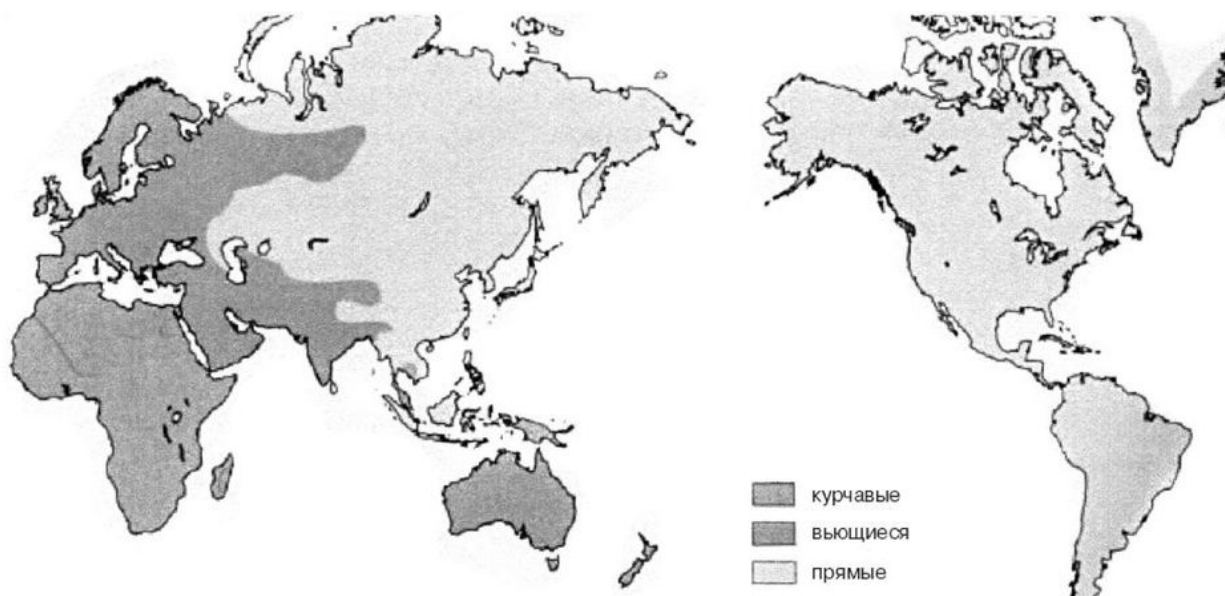 курчавые
вьющиеся
прямые